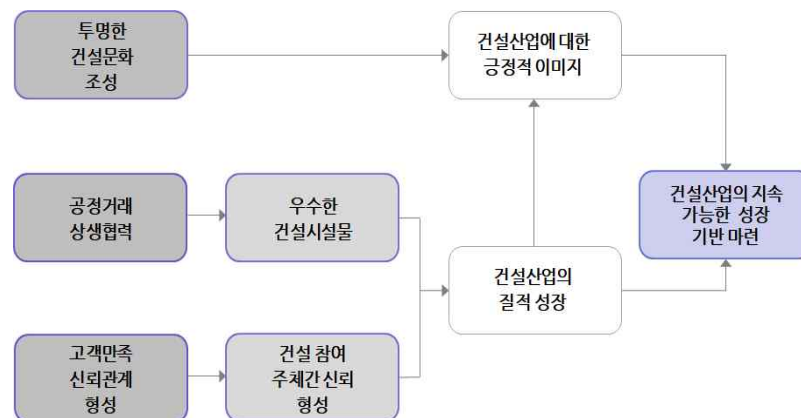 투명한
건설문화
조성
건설산업에 대한
긍정적 이미지
공정거래
상생협력
우수한
건설시설물
건설산업의 지속
가능한 성장
기반 마련
건설산업의
질적 성장
고객만족
신뢰관계
형성
건설 참여
주체간 신뢰
형성